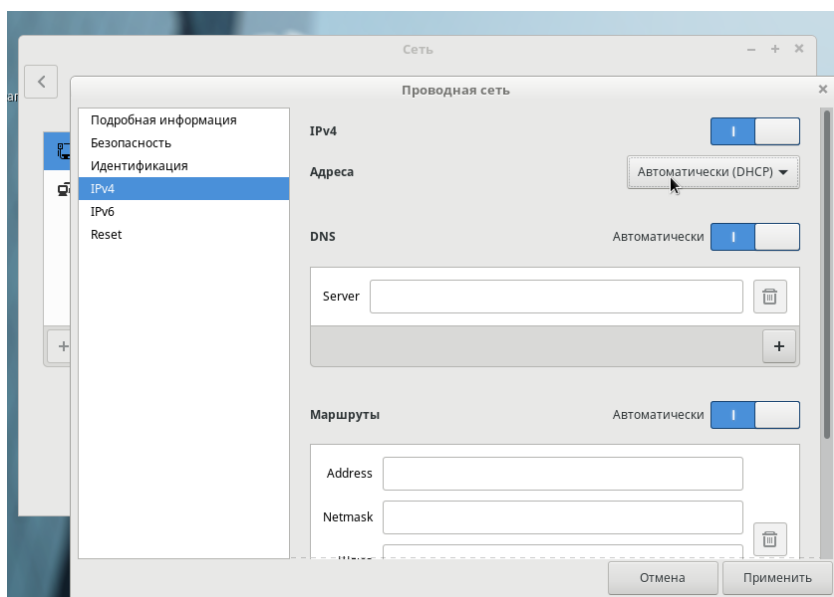 Сеть
Проводная сеть
Подробная информация
Безопасность
Идентификация
IPv4
IPv6
Reset
IPv4
Адреса
Автоматически (DHCP)
DNS
Автоматически
Server
Маршруты
Автоматически
Address
Netmask
Отмена
Применить